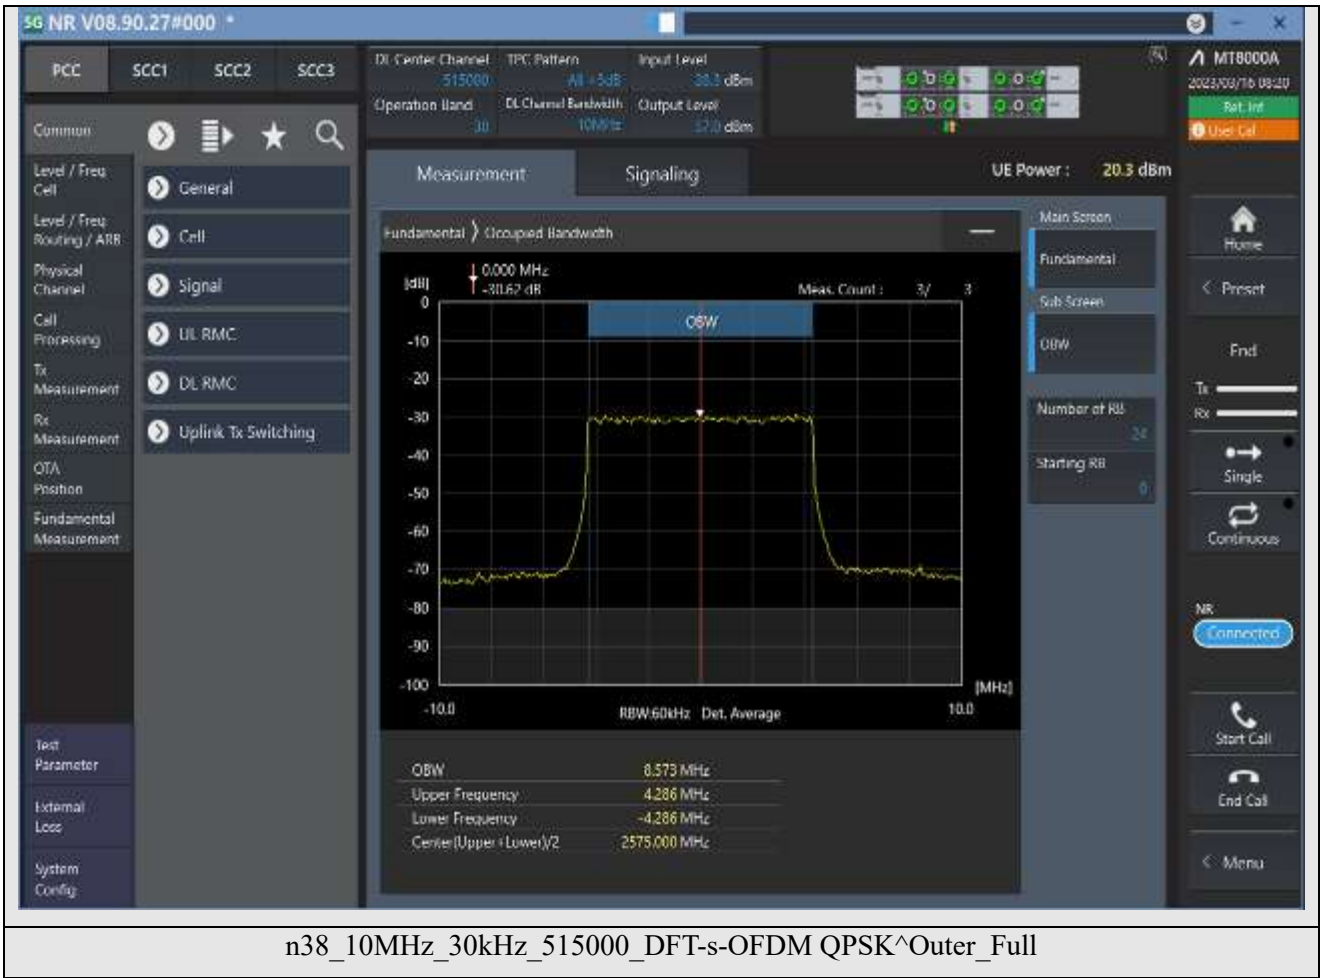 5G NR V08.90.27#000 *
PCC SCC1 SCC2 SCC3
DL Center Channel TPC Pattern Input Level
515000 All +3dB dBm
Operation Band DL Channel Bandwidth Output Level
10MHz dBm
MT8000A
2023/03/16 08:20
Ref. Int
User Cal
Common
Level / Freq
Cell
Level / Freq
Routing / ARB
Physical
Channel
Call
Processing
Tx
Measurement
Rx
Measurement
OTA
Position
Fundamental
Measurement
Test
Parameter
External
Loss
System
Config
General
Cell
Signal
UL RMC
DL RMC
Uplink Tx Switching
Measurement Signaling
UE Power : 20.3 dBm
Fundamental Occupied Bandwidth
[dB]
0.000 MHz
-30.62 dB
Meas. Count : 3/ 3
OBW
0
-10
-20
-30
-40
-50
-60
-70
-80
-90
-100
[MHz]
-10.0 10.0
RBW:60kHz Det. Average
OBW 8.573 MHz
Upper Frequency 4.286 MHz
Lower Frequency -4.286 MHz
Center(Upper+Lower)/2 2575.000 MHz
Main Screen
Fundamental
Sub Screen
OBW
Number of RB
24
Starting RB
0
Home
< Preset
End
Tx
Rx
Single
Continuous
NR
Connected
Start Call
End Call
< Menu
n38_10MHz_30kHz_515000_DFT-s-OFDM QPSK^Outer_Full